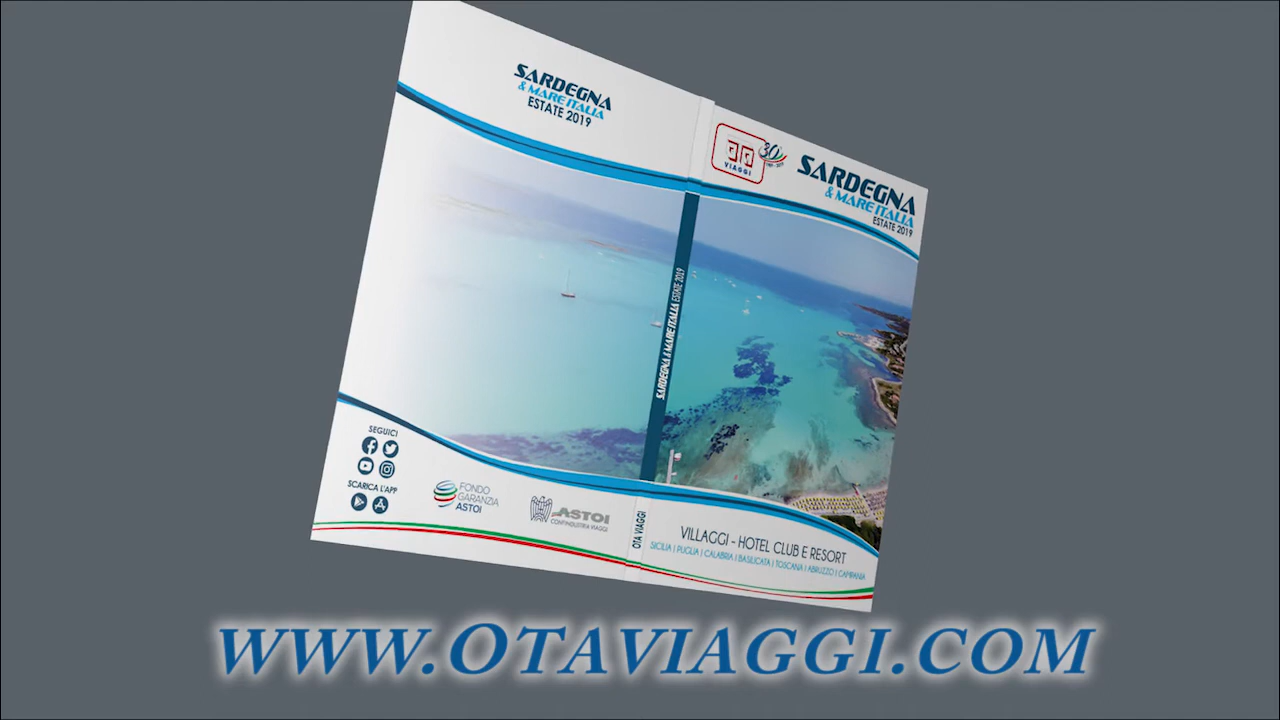 SARDEGNA
& MARE ITALIA
ESTATE 2019
OTA
VIAGGI
30
SARDEGNA
& MARE ITALIA
ESTATE 2019
SARDEGNA & MARE ITALIA ESTATE 2019
SEGUICI
SCARICA L'APP
FONDO
GARANZIA
ASTOI
ASTOI
CONFINDUSTRIA VIAGGI
OTA VIAGGI
VILLAGGI - HOTEL CLUB E RESORT
SICILIA | PUGLIA | CALABRIA | BASILICATA | TOSCANA | ABRUZZO | CAMPANIA
WWW.OTAVIAGGI.COM